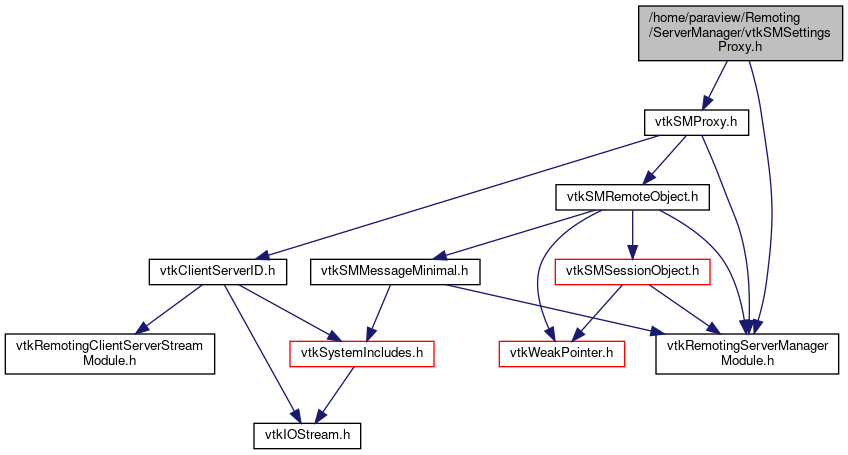 /home/paraview/Remoting
/ServerManager/vtkSMSettings
Proxy.h
vtkSMProxy.h
vtkSMRemoteObject.h
vtkClientServerID.h
vtkSMMessageMinimal.h
vtkSMSessionObject.h
vtkRemotingClientServerStream
Module.h
vtkSystemIncludes.h
vtkWeakPointer.h
vtkRemotingServerManager
Module.h
vtkIOStream.h